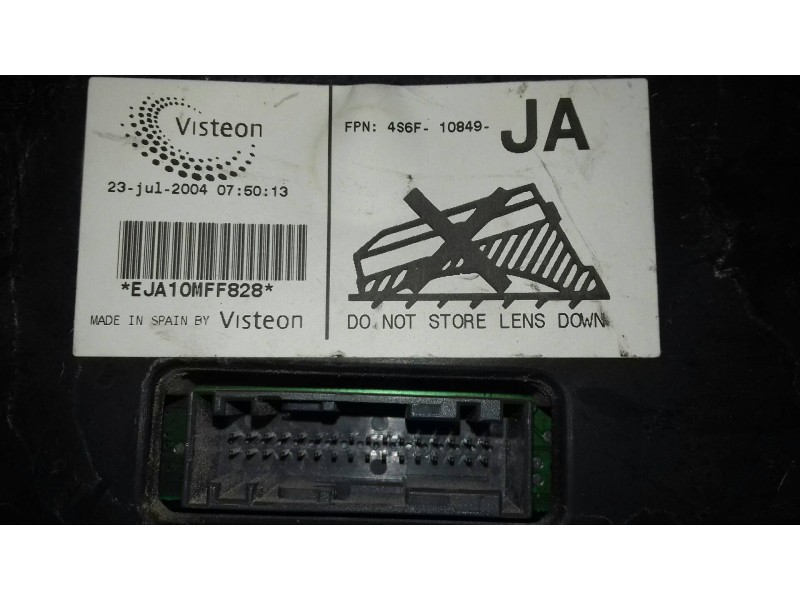 Visteon
23-jul-2004 07:50:13
*EJA10MFF828*
MADE IN SPAIN BY Visteon
FPN: 4S6F- 10849- JA
DO NOT STORE LENS DOWN